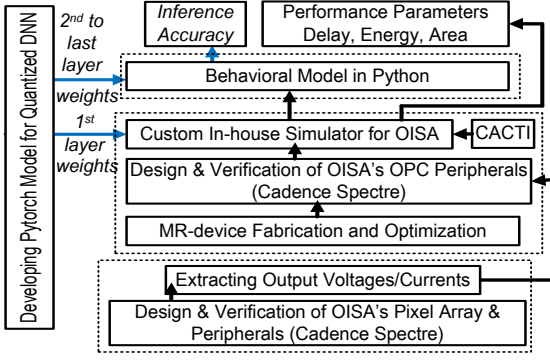 Developing Pytorch Model for Quantized DNN
2nd to
last
layer
weights
1st
layer
weights
Inference
Accuracy
Performance Parameters
Delay, Energy, Area
Behavioral Model in Python
Custom In-house Simulator for OISA
CACTI
Design & Verification of OISA's OPC Peripherals
(Cadence Spectre)
MR-device Fabrication and Optimization
Extracting Output Voltages/Currents
Design & Verification of OISA's Pixel Array &
Peripherals (Cadence Spectre)